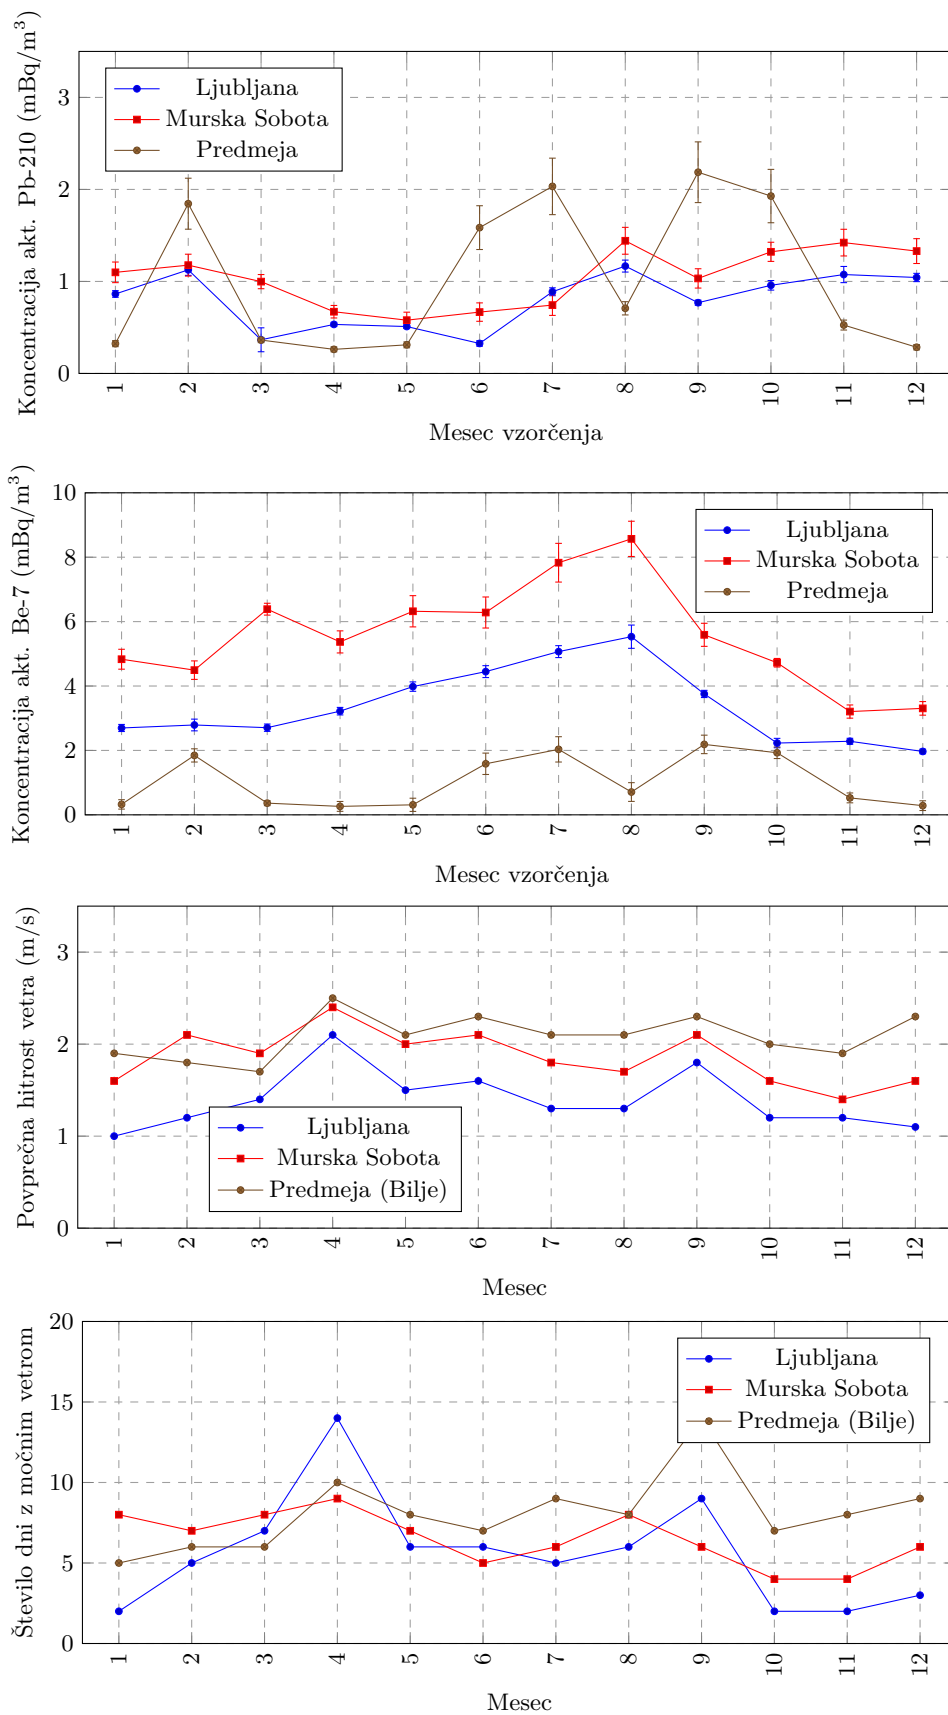 Koncentracija akt. Pb-210 (mBq/m³)
3
2
1
0
Ljubljana
Murska Sobota
Predmeja
1 2 3 4 5 6 7 8 9 10 11 12
Mesec vzorčenja
Koncentracija akt. Be-7 (mBq/m³)
10
8
6
4
2
0
Ljubljana
Murska Sobota
Predmeja
1 2 3 4 5 6 7 8 9 10 11 12
Mesec vzorčenja
Povprečna hitrost vetra (m/s)
3
2
1
0
Ljubljana
Murska Sobota
Predmeja (Bilje)
1 2 3 4 5 6 7 8 9 10 11 12
Mesec
Število dni z močnim vetrom
20
15
10
5
0
Ljubljana
Murska Sobota
Predmeja (Bilje)
1 2 3 4 5 6 7 8 9 10 11 12
Mesec